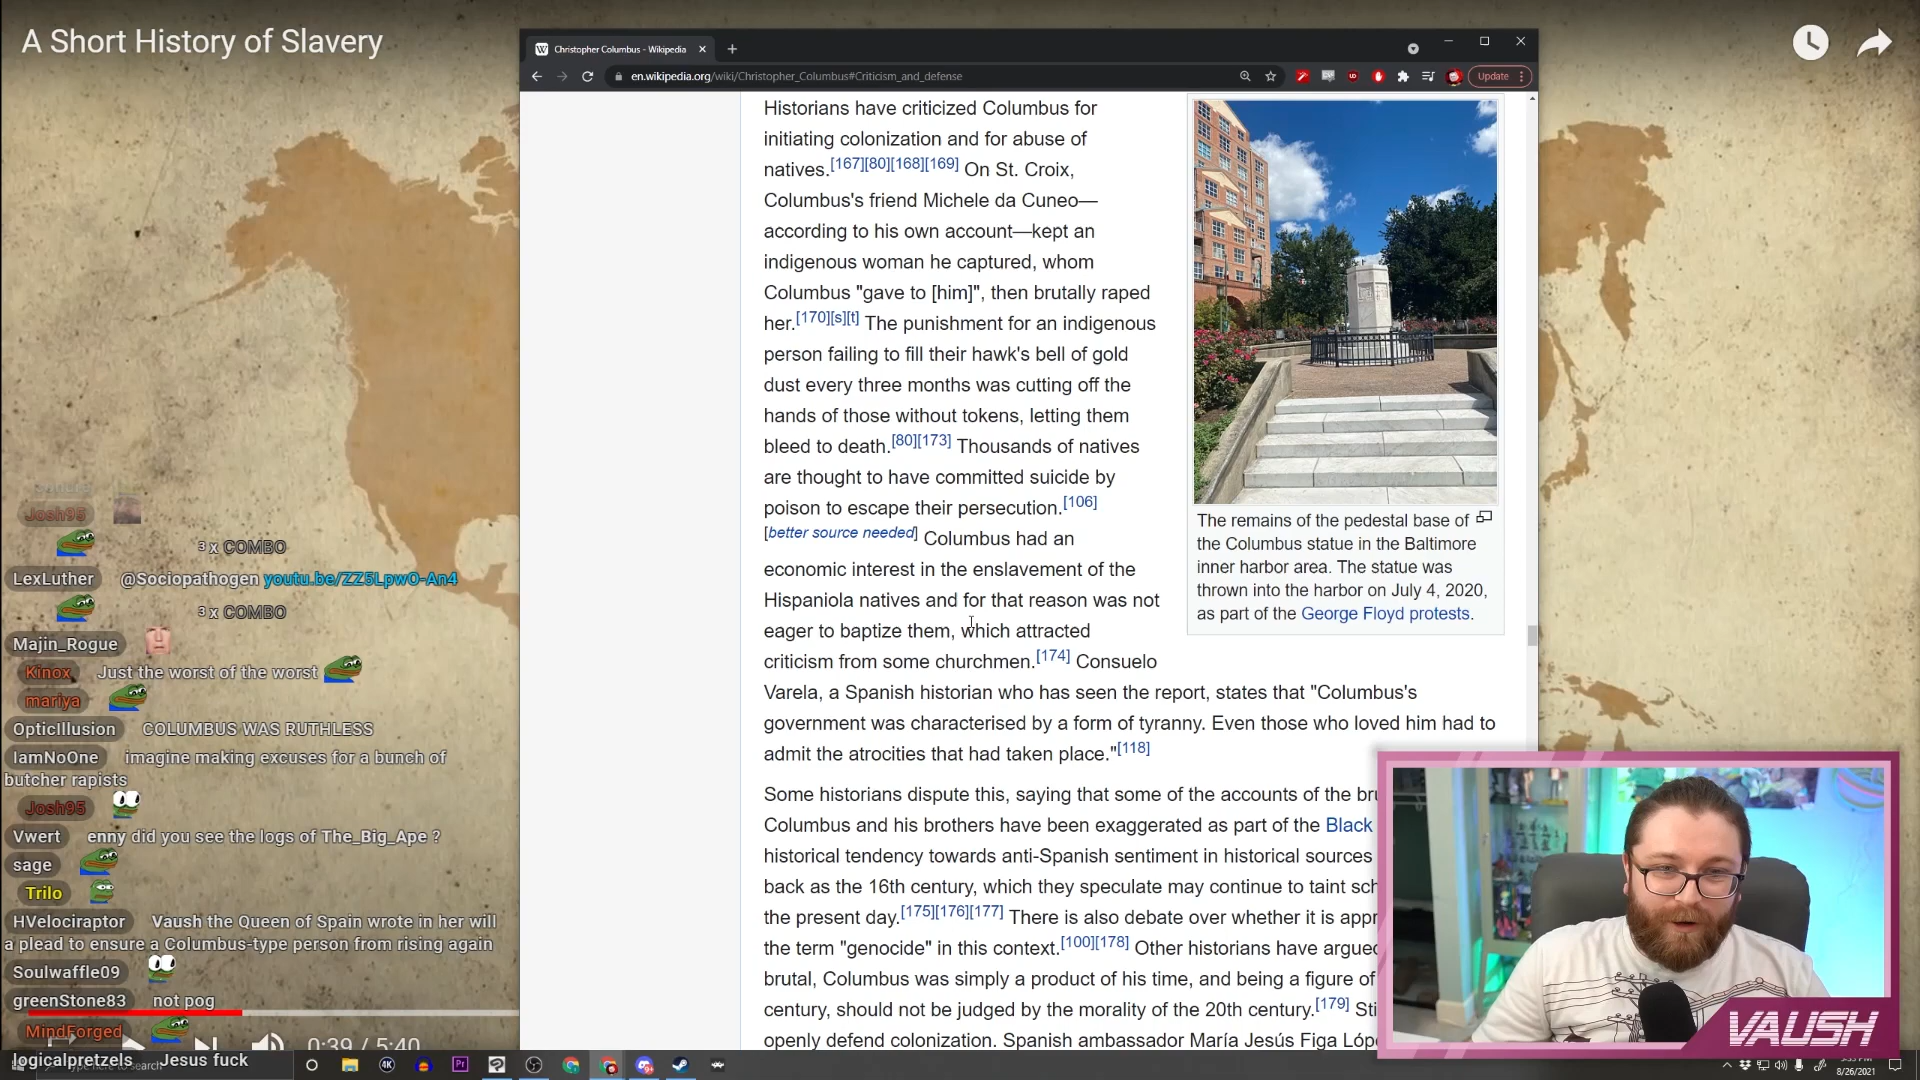 A Short History of Slavery
Christopher Columbus - Wikipedia
en.wikipedia.org/wiki/Christopher_Columbus#Criticism_and_defense
Update
Historians have criticized Columbus for
initiating colonization and for abuse of
natives.[167][80][168][169] On St. Croix,
Columbus's friend Michele da Cuneo—
according to his own account—kept an
indigenous woman he captured, whom
Columbus "gave to [him]", then brutally raped
her.[170][s][t] The punishment for an indigenous
person failing to fill their hawk's bell of gold
dust every three months was cutting off the
hands of those without tokens, letting them
bleed to death.[80][173] Thousands of natives
are thought to have committed suicide by
poison to escape their persecution.[106]
[better source needed] Columbus had an
economic interest in the enslavement of the
Hispaniola natives and for that reason was not
eager to baptize them, which attracted
criticism from some churchmen.[174] Consuelo
Varela, a Spanish historian who has seen the report, states that "Columbus's
government was characterised by a form of tyranny. Even those who loved him had to
admit the atrocities that had taken place."[118]
Some historians dispute this, saying that some of the accounts of the bru
Columbus and his brothers have been exaggerated as part of the Black
historical tendency towards anti-Spanish sentiment in historical sources
back as the 16th century, which they speculate may continue to taint sch
the present day.[175][176][177] There is also debate over whether it is appr
the term "genocide" in this context.[100][178] Other historians have argued
brutal, Columbus was simply a product of his time, and being a figure of
century, should not be judged by the morality of the 20th century.[179] Sti
openly defend colonization. Spanish ambassador María Jesús Figa Lópe
The remains of the pedestal base of
the Columbus statue in the Baltimore
inner harbor area. The statue was
thrown into the harbor on July 4, 2020,
as part of the George Floyd protests.
Josh95
3 x COMBO
LexLuther @Sociopathogen youtu.be/ZZ5LpwO-An4
3 x COMBO
Majin_Rogue
Kinox Just the worst of the worst
mariya
OpticIllusion COLUMBUS WAS RUTHLESS
IamNoOne imagine making excuses for a bunch of
butcher rapists
Josh95
Vwert enny did you see the logs of The_Big_Ape ?
sage
Trilo
HVelociraptor Vaush the Queen of Spain wrote in her will
a plead to ensure a Columbus-type person from rising again
Soulwaffle09
greenStone83 not pog
MindForged
0:39 / 5:40
logicalpretzels Jesus fuck
VAUSH
8/26/2021